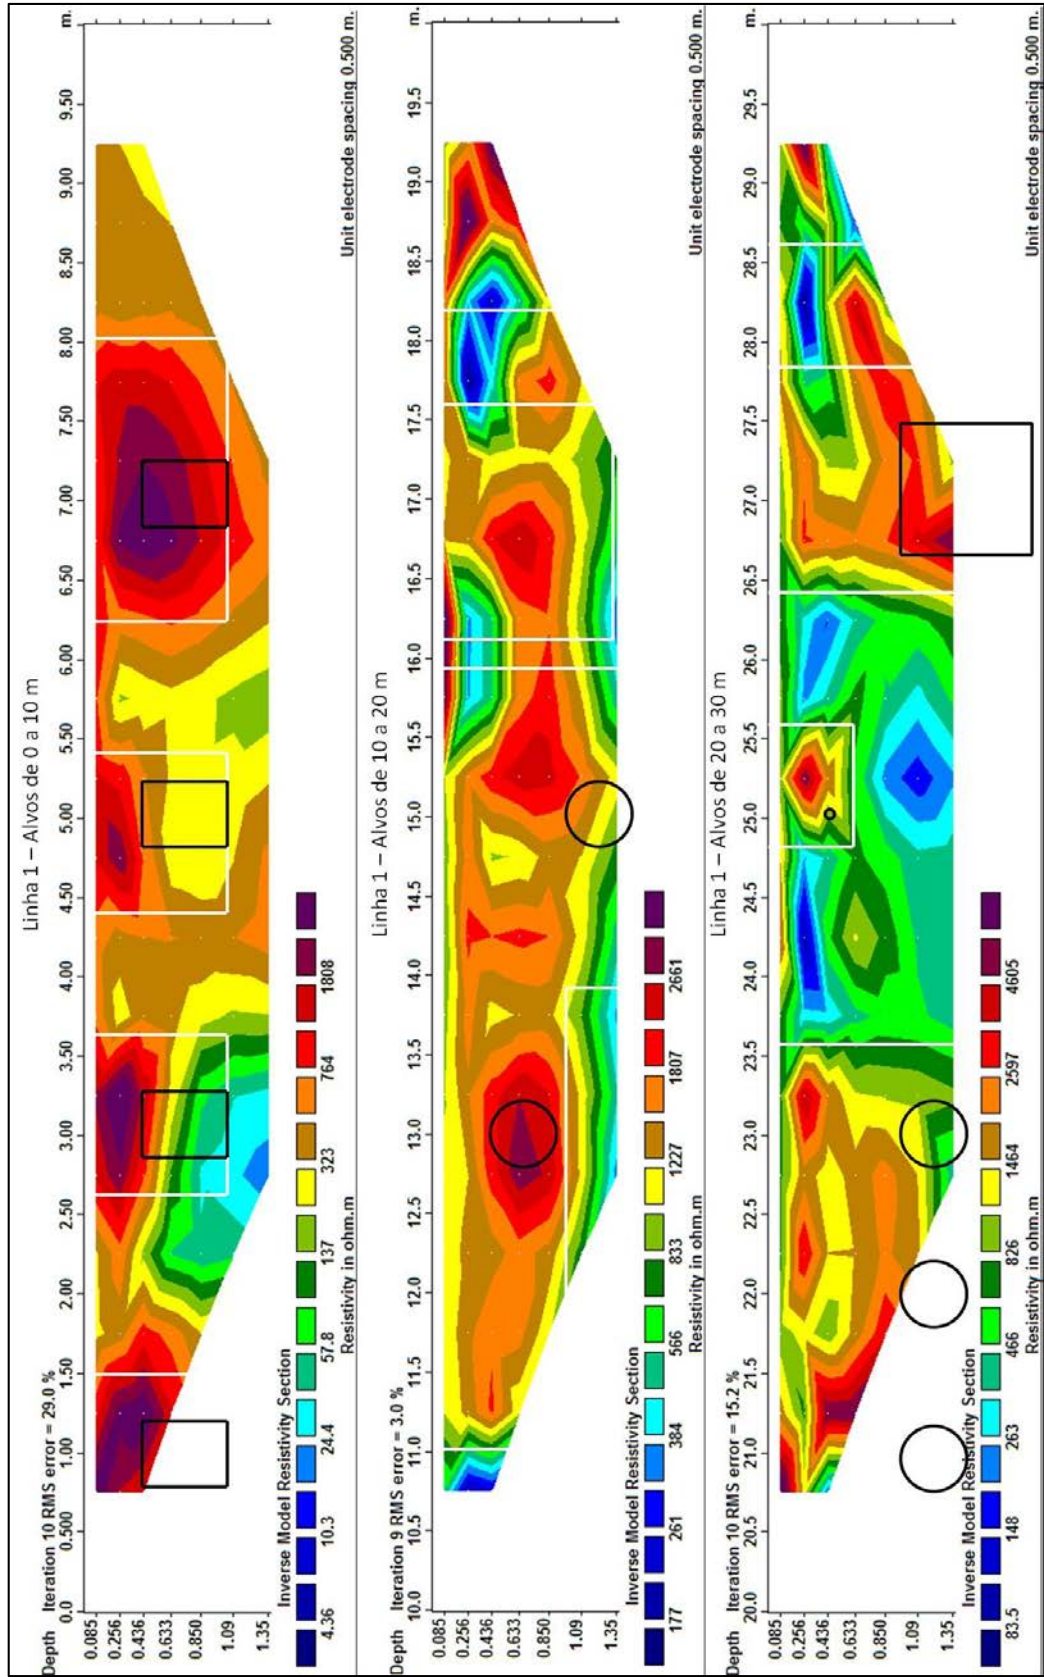 Linha 1 – Alvos de 0 a 10 m
Depth Iteration 10 RMS error = 29.0 %
0.0 0.500 1.00 1.50 2.00 2.50 3.00 3.50 4.00 4.50 5.00 5.50 6.00 6.50 7.00 7.50 8.00 8.50 9.00 9.50 m.
0.085
0.256
0.436
0.633
0.850
1.09
1.35
Inverse Model Resistivity Section
4.36 10.3 24.4 57.8 137 323 764 1808
Resistivity in ohm.m
Unit electrode spacing 0.500 m.
Linha 1 – Alvos de 10 a 20 m
Depth Iteration 9 RMS error = 3.0 %
10.0 10.5 11.0 11.5 12.0 12.5 13.0 13.5 14.0 14.5 15.0 15.5 16.0 16.5 17.0 17.5 18.0 18.5 19.0 19.5 m.
0.085
0.256
0.436
0.633
0.850
1.09
1.35
Inverse Model Resistivity Section
177 261 384 566 833 1227 1807 2661
Resistivity in ohm.m
Unit electrode spacing 0.500 m.
Linha 1 – Alvos de 20 a 30 m
Depth Iteration 10 RMS error = 15.2 %
20.0 20.5 21.0 21.5 22.0 22.5 23.0 23.5 24.0 24.5 25.0 25.5 26.0 26.5 27.0 27.5 28.0 28.5 29.0 29.5 m.
0.085
0.256
0.436
0.633
0.850
1.09
1.35
Inverse Model Resistivity Section
83.5 148 263 466 826 1464 2597 4605
Resistivity in ohm.m
Unit electrode spacing 0.500 m.